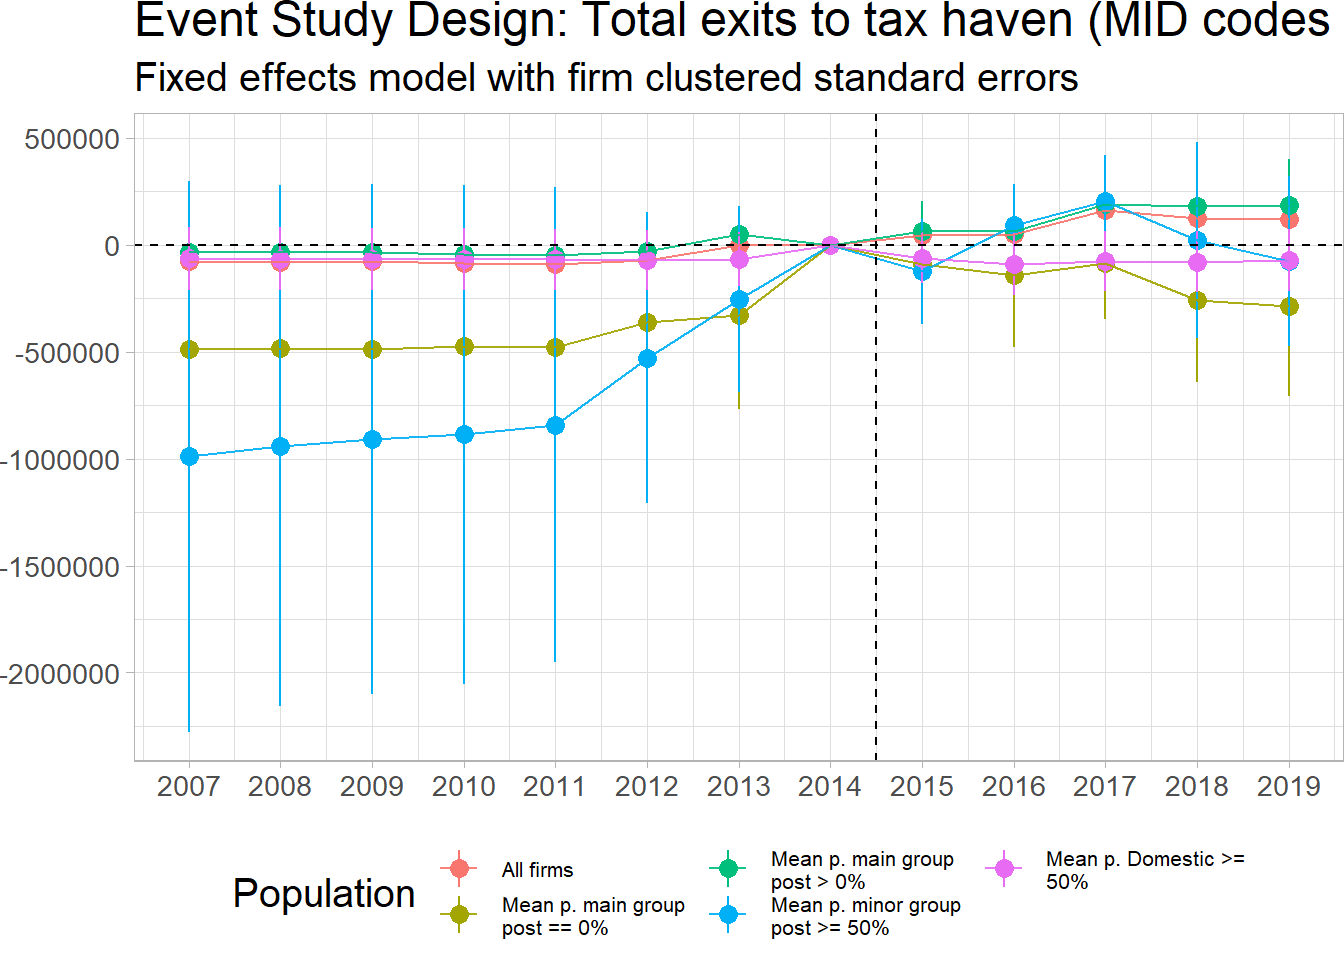 Event Study Design: Total exits to tax haven (MID codes
Fixed effects model with firm clustered standard errors
500000
0
-500000
-1000000
-1500000
-2000000
2007 2008 2009 2010 2011 2012 2013 2014 2015 2016 2017 2018 2019
Population
All firms
Mean p. main group
post == 0%
Mean p. main group
post > 0%
Mean p. minor group
post >= 50%
Mean p. Domestic >=
50%